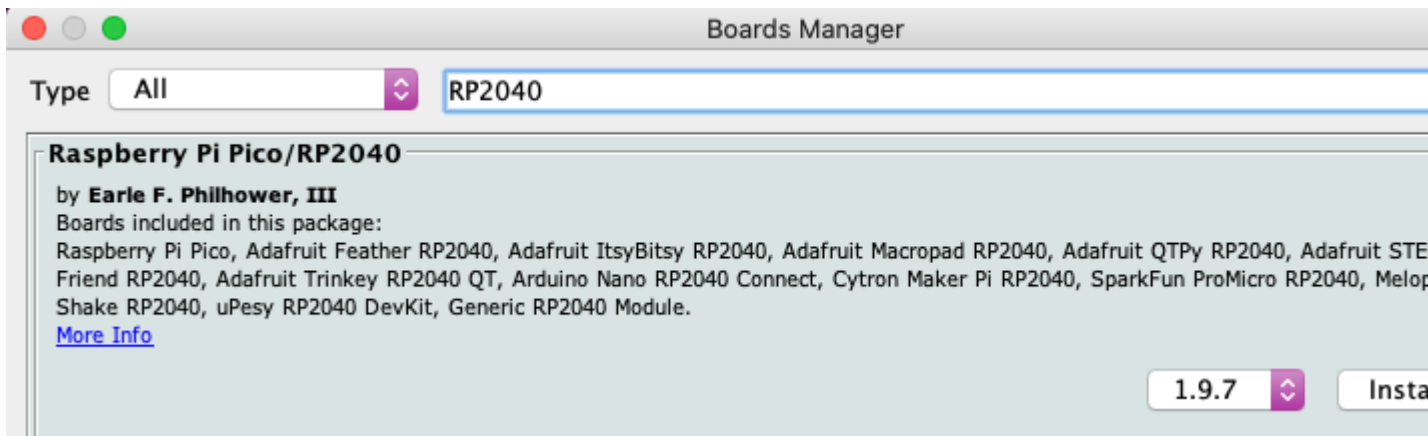 Boards Manager
Type All RP2040
Raspberry Pi Pico/RP2040
by Earle F. Philhower, III
Boards included in this package:
Raspberry Pi Pico, Adafruit Feather RP2040, Adafruit ItsyBitsy RP2040, Adafruit Macropad RP2040, Adafruit QTPy RP2040, Adafruit STE
Friend RP2040, Adafruit Trinkey RP2040 QT, Arduino Nano RP2040 Connect, Cytron Maker Pi RP2040, SparkFun ProMicro RP2040, Melop
Shake RP2040, uPesy RP2040 DevKit, Generic RP2040 Module.
More Info
1.9.7 Insta